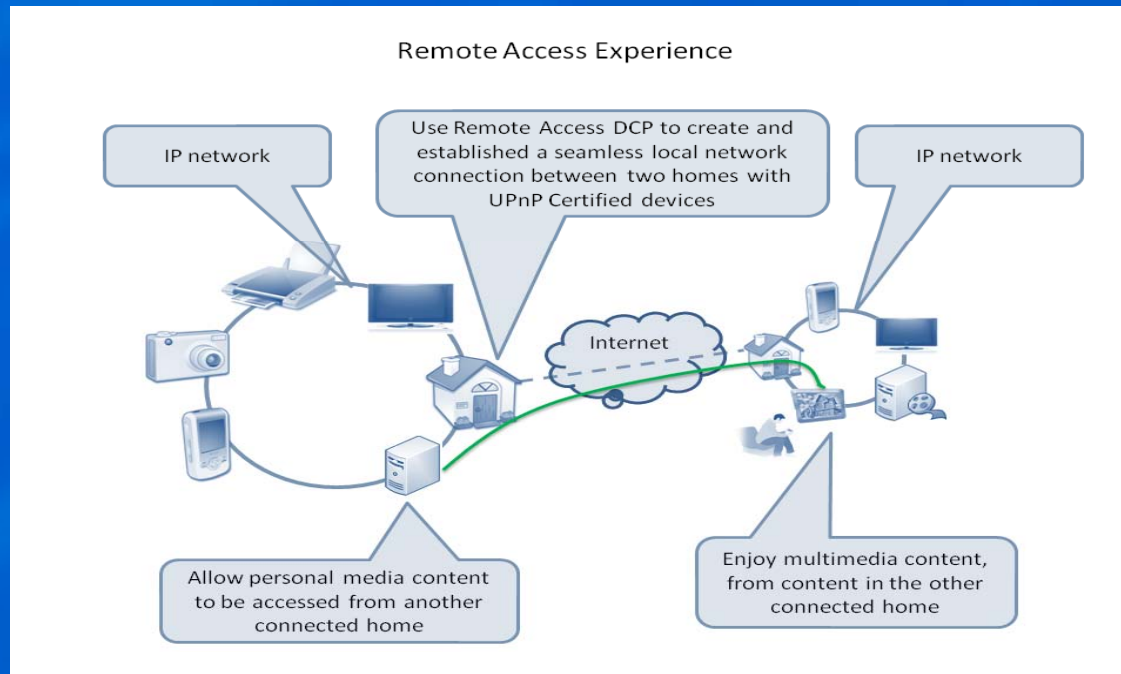 Remote Access Experience
IP network
Use Remote Access DCP to create and
established a seamless local network
connection between two homes with
UPnP Certified devices
IP network
Internet
Allow personal media content
to be accessed from another
connected home
Enjoy multimedia content,
from content in the other
connected home